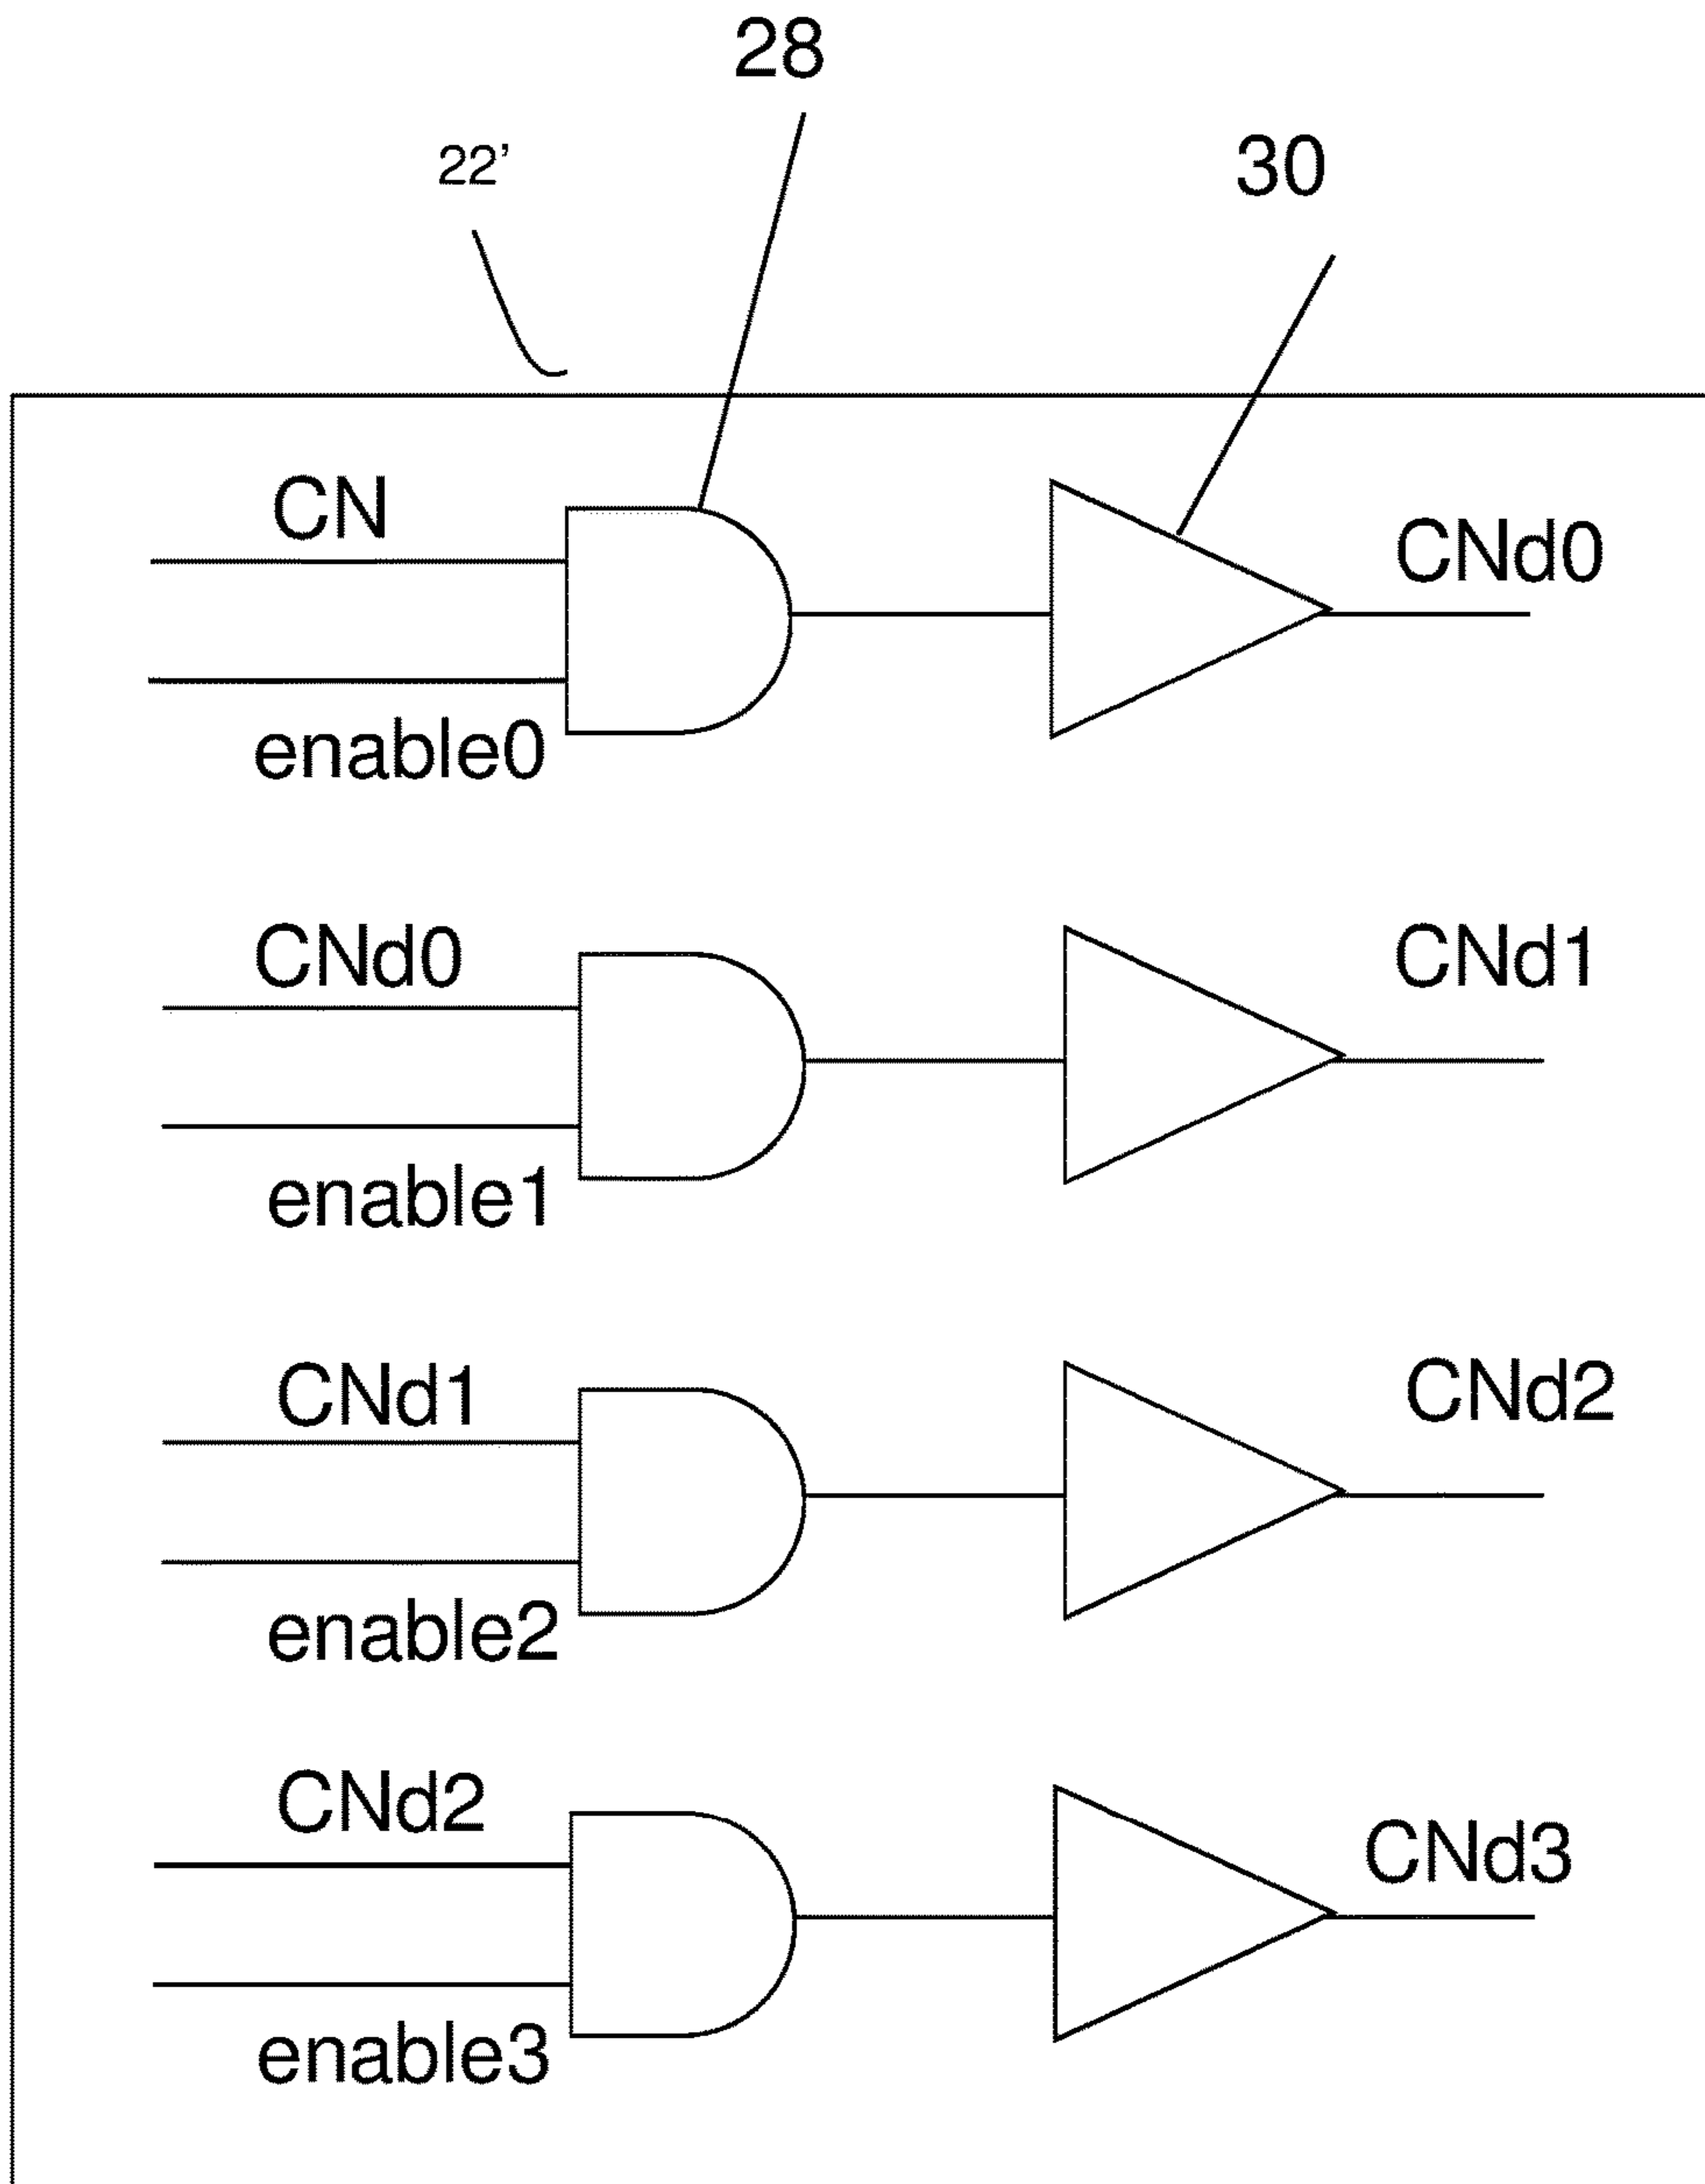 28
22'
30
CN
CNd0
enable0
CNd0
CNd1
enable1
CNd1
CNd2
enable2
CNd2
CNd3
enable3